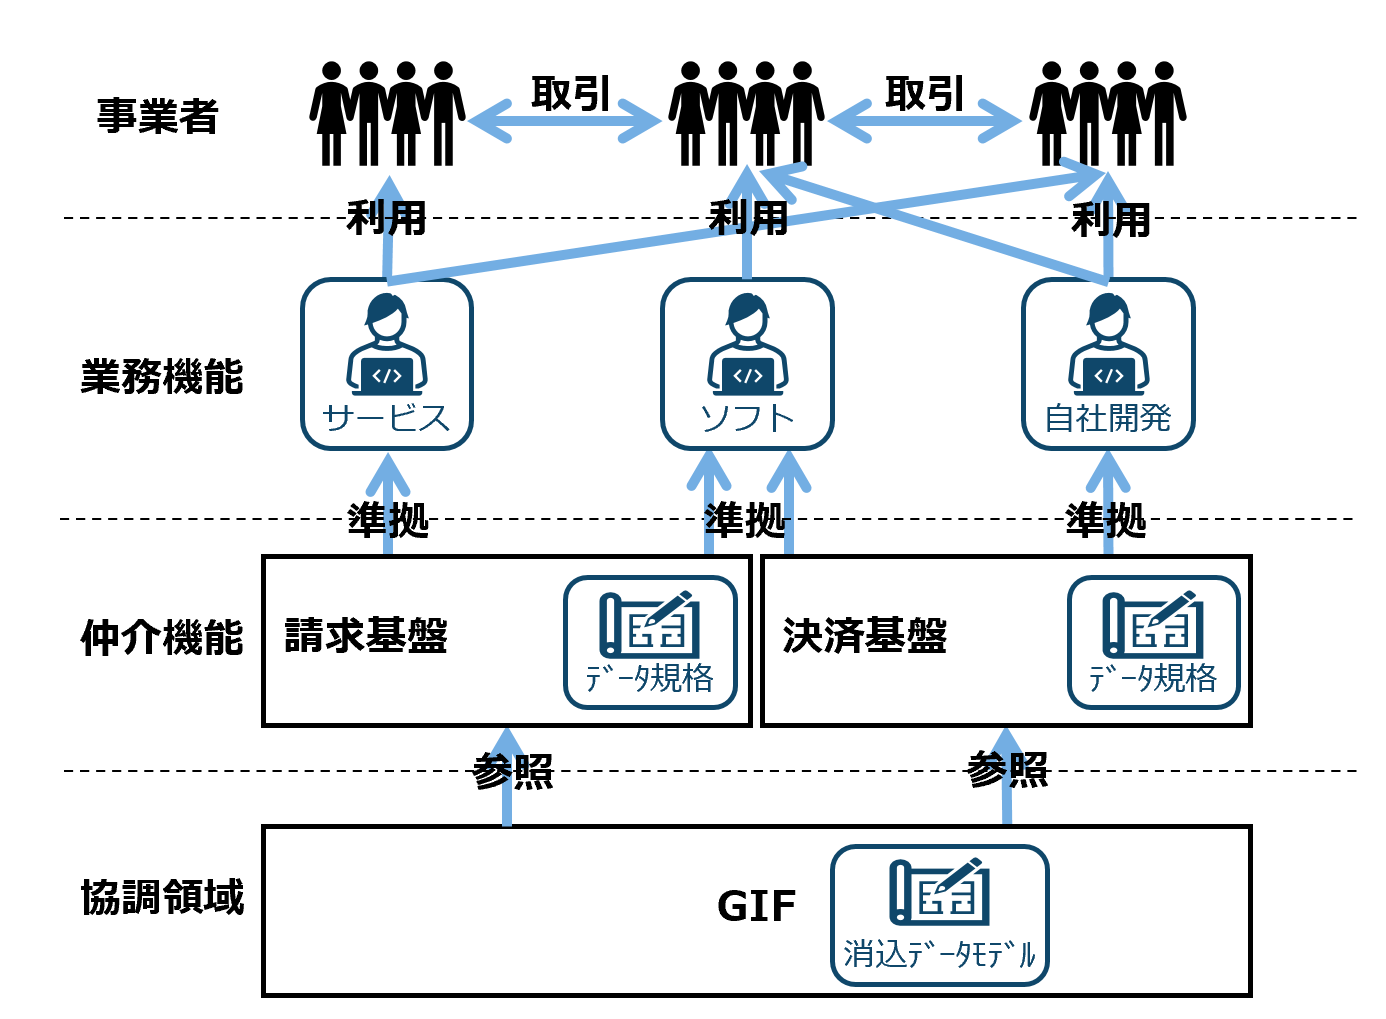 事業者
取引
取引
利用
利用
利用
業務機能
サービス
ソフト
自社開発
準拠
準拠
準拠
仲介機能
請求基盤
ﾃﾞｰﾀ規格
決済基盤
ﾃﾞｰﾀ規格
参照
参照
協調領域
GIF
消込ﾃﾞｰﾀﾓﾃﾞﾙ